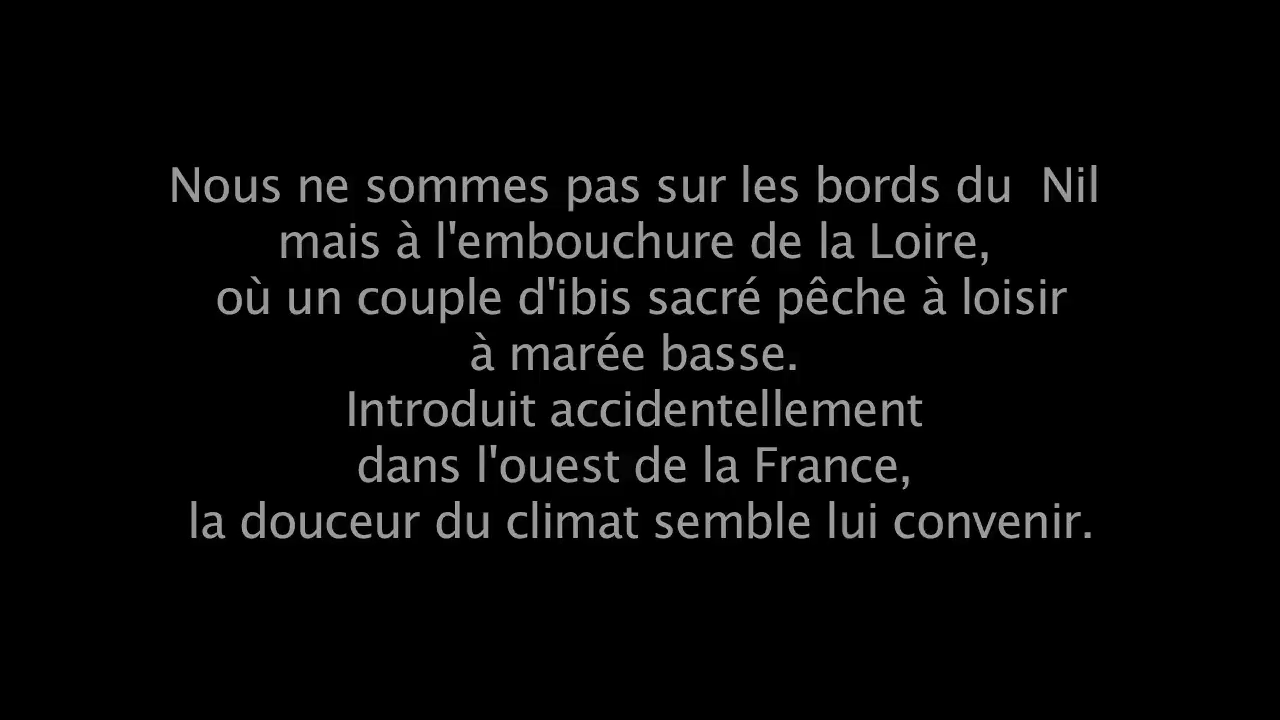 Nous ne sommes pas sur les bords du  Nil
mais à l'embouchure de la Loire,
où un couple d'ibis sacré pêche à loisir
à marée basse.
Introduit accidentellement
dans l'ouest de la France,
la douceur du climat semble lui convenir.